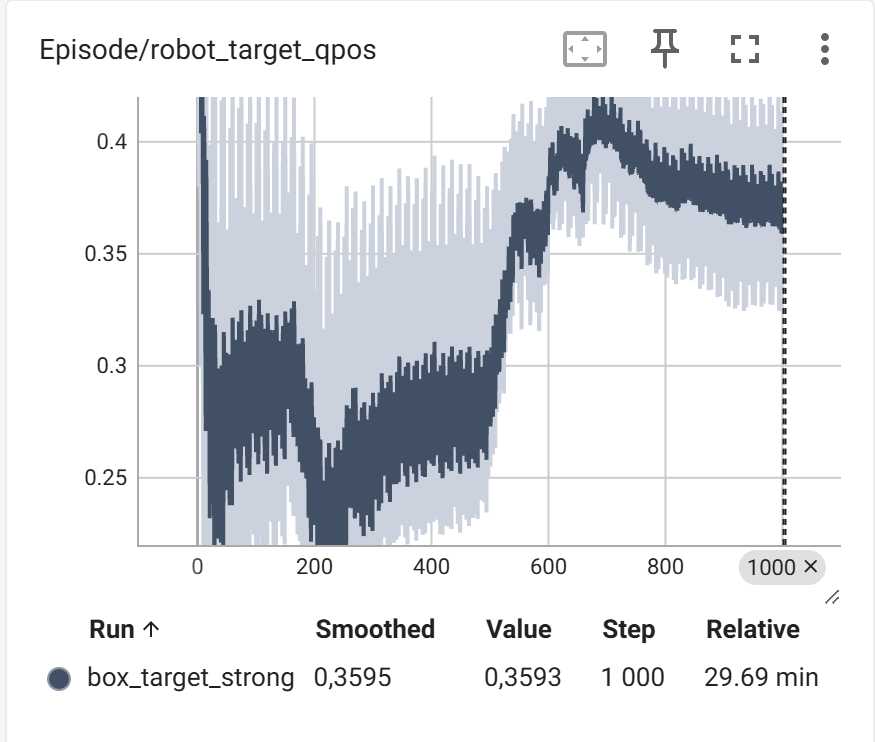 Episode/robot_target_qpos
0.4
0.35
0.3
0.25
0 200 400 600 800 1000 ×
Run ↑ Smoothed Value Step Relative
box_target_strong 0,3595 0,3593 1 000 29.69 min